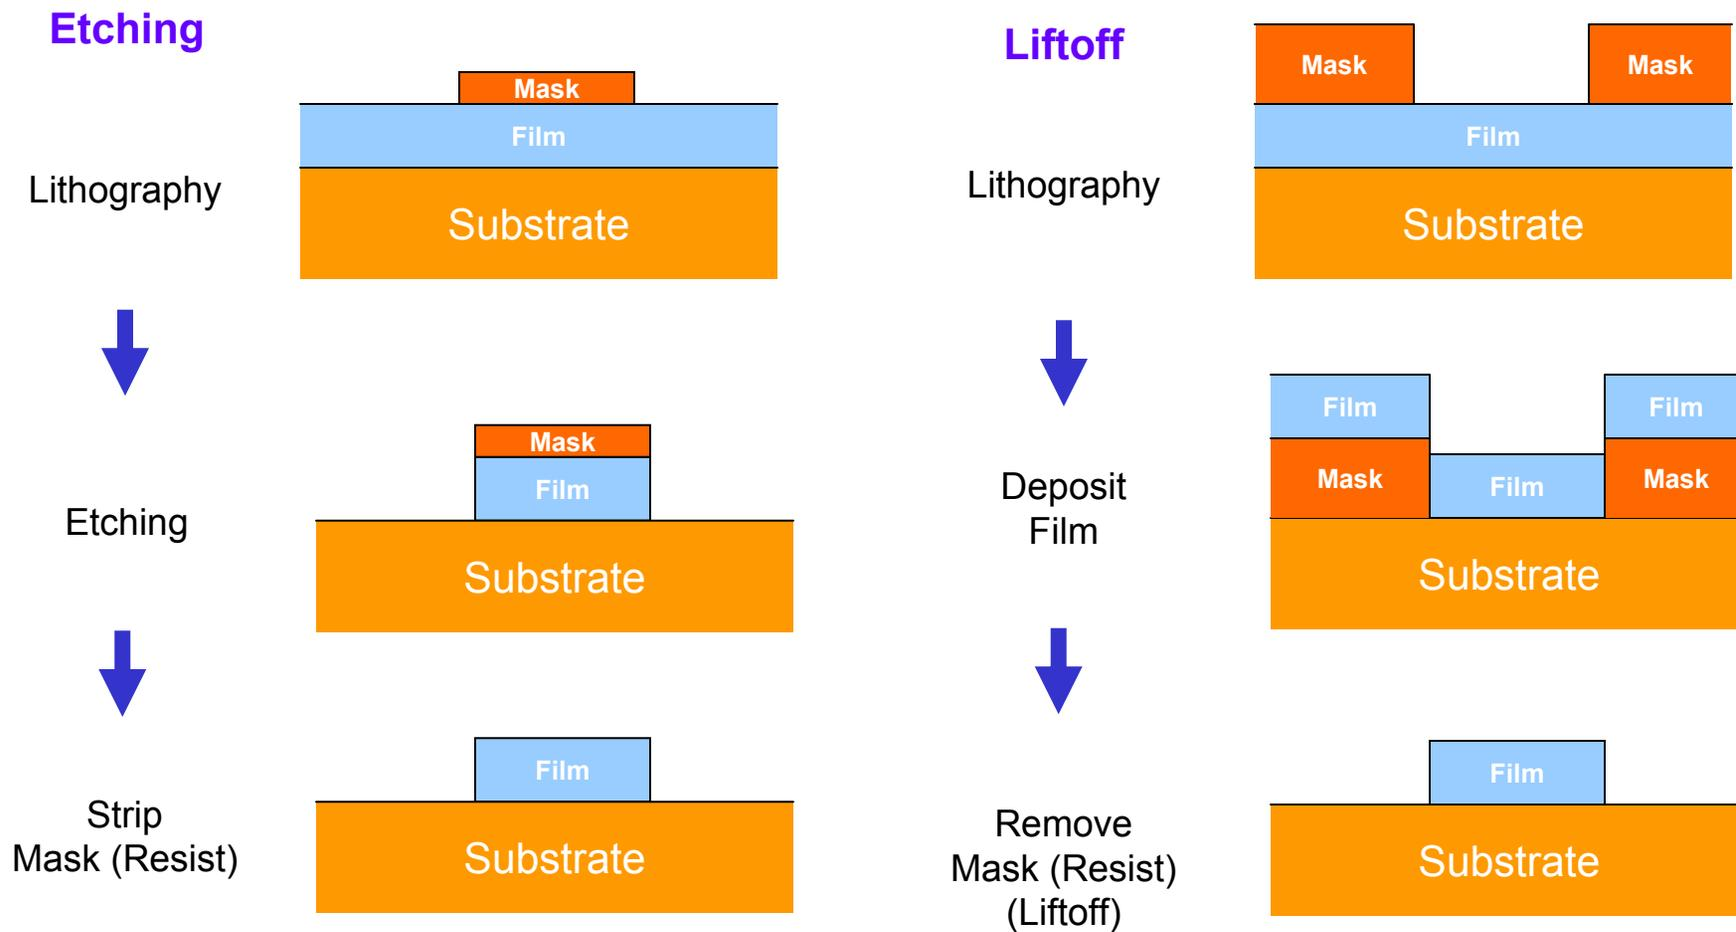 Etching
Mask
Film
Lithography
Substrate
Mask
Film
Etching
Substrate
Film
Strip
Mask (Resist)
Substrate
Liftoff
Mask
Mask
Film
Lithography
Substrate
Film
Film
Mask
Film
Mask
Deposit
Film
Substrate
Film
Remove
Mask (Resist)
(Liftoff)
Substrate